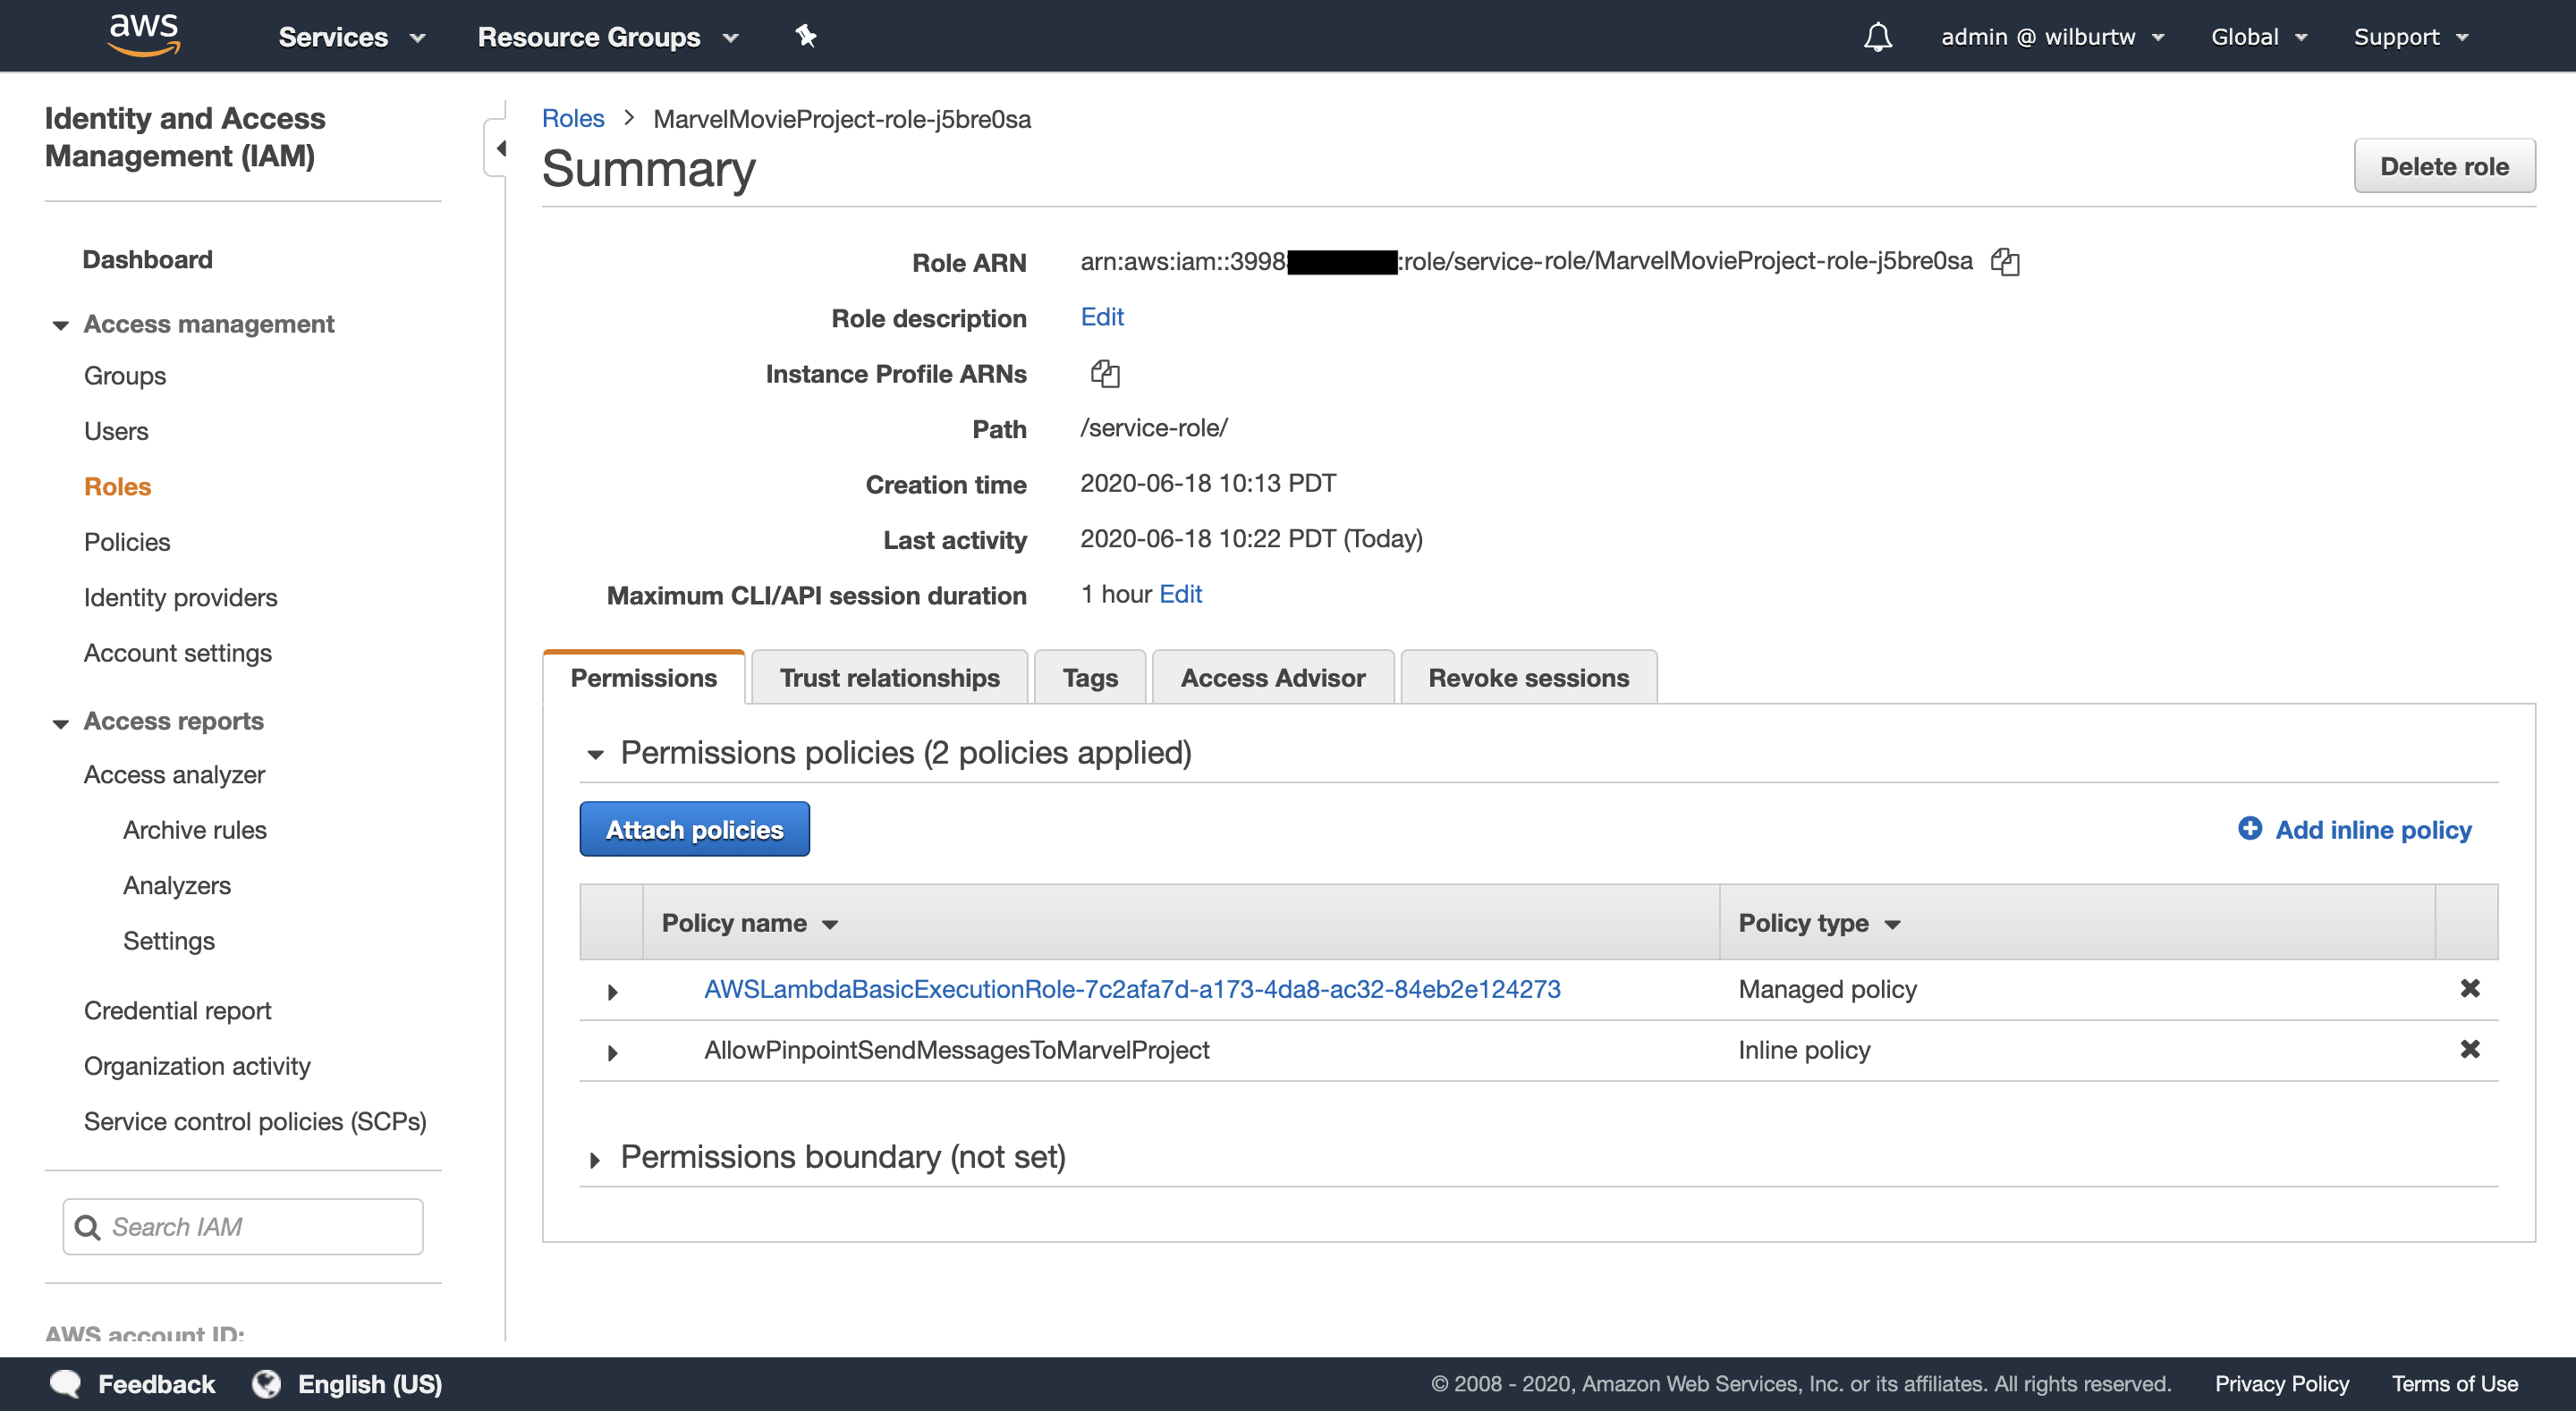 aws
Services
Resource Groups
admin @ wilburtw
Global
Support
Identity and Access
Management (IAM)
Dashboard
Access management
Groups
Users
Roles
Policies
Identity providers
Account settings
Access reports
Access analyzer
Archive rules
Analyzers
Settings
Credential report
Organization activity
Service control policies (SCPs)
Search IAM
AWS account ID:
Roles > MarvelMovieProject-role-j5bre0sa
Summary
Delete role
Role ARN arn:aws:iam::3998 :role/service-role/MarvelMovieProject-role-j5bre0sa
Role description Edit
Instance Profile ARNs
Path /service-role/
Creation time 2020-06-18 10:13 PDT
Last activity 2020-06-18 10:22 PDT (Today)
Maximum CLI/API session duration 1 hour Edit
Permissions
Trust relationships
Tags
Access Advisor
Revoke sessions
Permissions policies (2 policies applied)
Attach policies
Add inline policy
Policy name
Policy type
AWSLambdaBasicExecutionRole-7c2afa7d-a173-4da8-ac32-84eb2e124273 Managed policy
AllowPinpointSendMessagesToMarvelProject Inline policy
Permissions boundary (not set)
Feedback
English (US)
© 2008 - 2020, Amazon Web Services, Inc. or its affiliates. All rights reserved.
Privacy Policy
Terms of Use